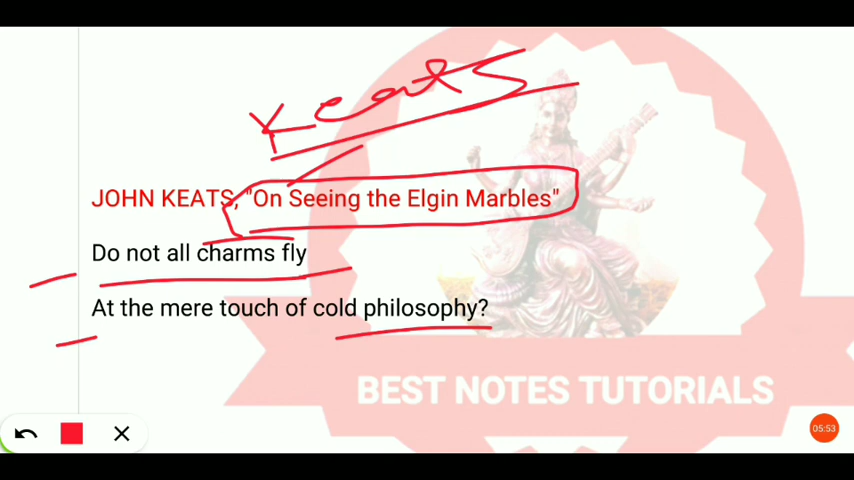 Keats
JOHN KEATS, "On Seeing the Elgin Marbles"
Do not all charms fly
At the mere touch of cold philosophy?
BEST NOTES TUTORIALS
05:53